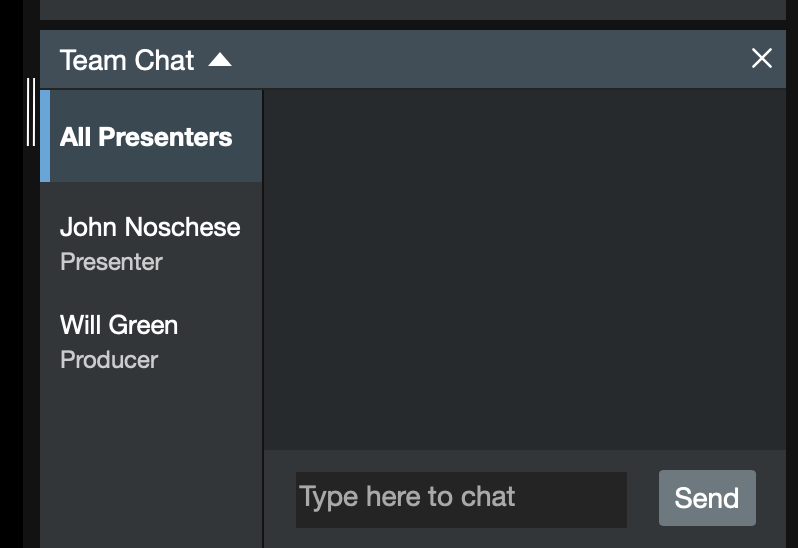 Team Chat
All Presenters
John Noschese
Presenter
Will Green
Producer
Type here to chat
Send